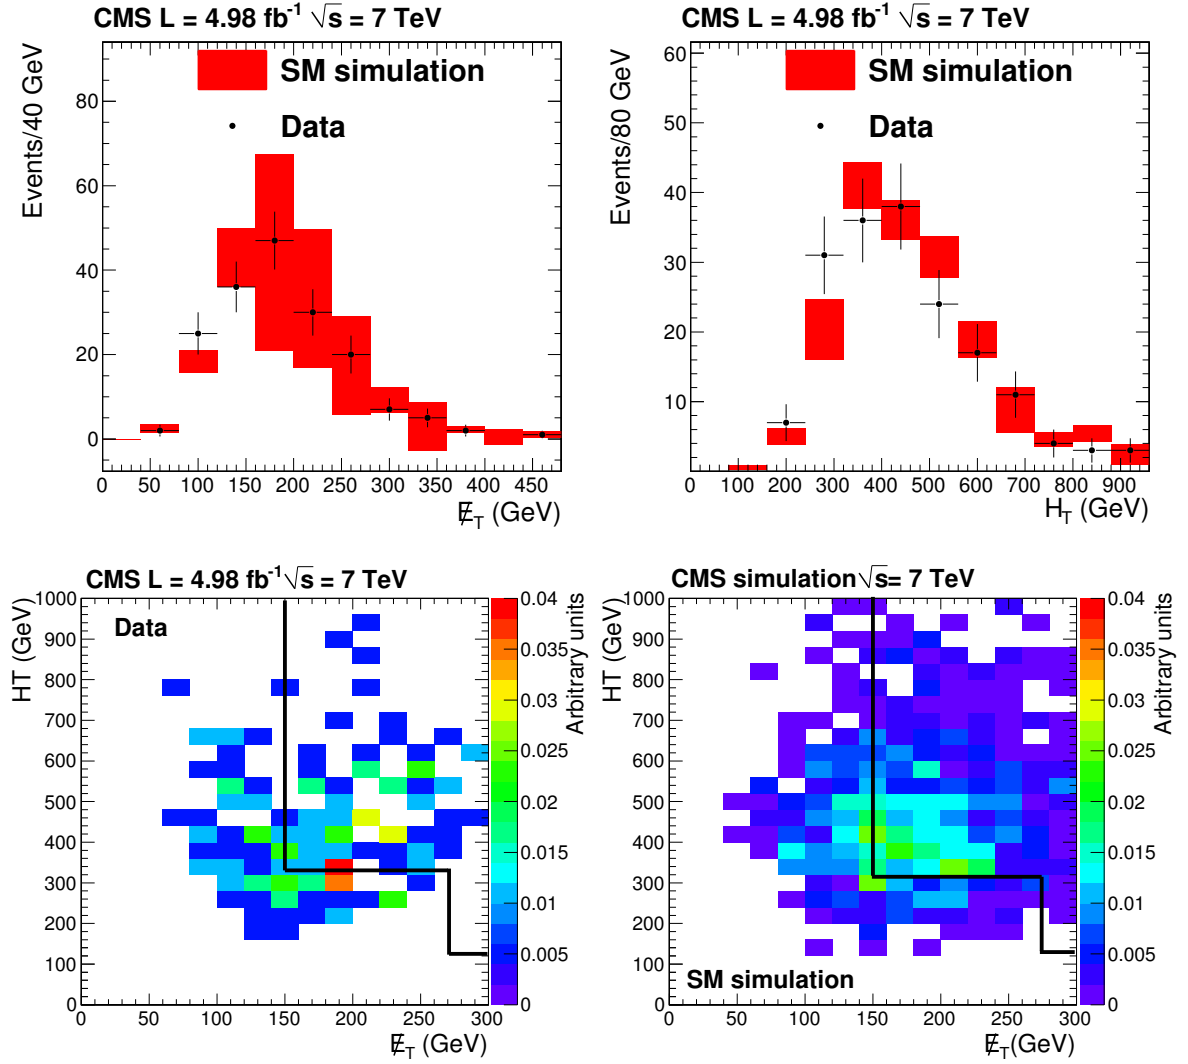 CMS L = 4.98 fb⁻¹ √s = 7 TeV
Events/40 GeV
SM simulation
Data
80
60
40
20
0
0 50 100 150 200 250 300 350 400 450
E̸_T (GeV)
CMS L = 4.98 fb⁻¹ √s = 7 TeV
Events/80 GeV
SM simulation
Data
60
50
40
30
20
10
0 100 200 300 400 500 600 700 800 900
H_T (GeV)
CMS L = 4.98 fb⁻¹ √s = 7 TeV
HT (GeV)
Data
1000
900
800
700
600
500
400
300
200
100
0
0 50 100 150 200 250 300
E̸_T (GeV)
0.04
0.035
0.03
0.025
0.02
0.015
0.01
0.005
0
Arbitrary units
CMS simulation √s= 7 TeV
HT (GeV)
1000
900
800
700
600
500
400
300
200
100
0
SM simulation
0 50 100 150 200 250 300
E̸_T(GeV)
0.04
0.035
0.03
0.025
0.02
0.015
0.01
0.005
0
Arbitrary units